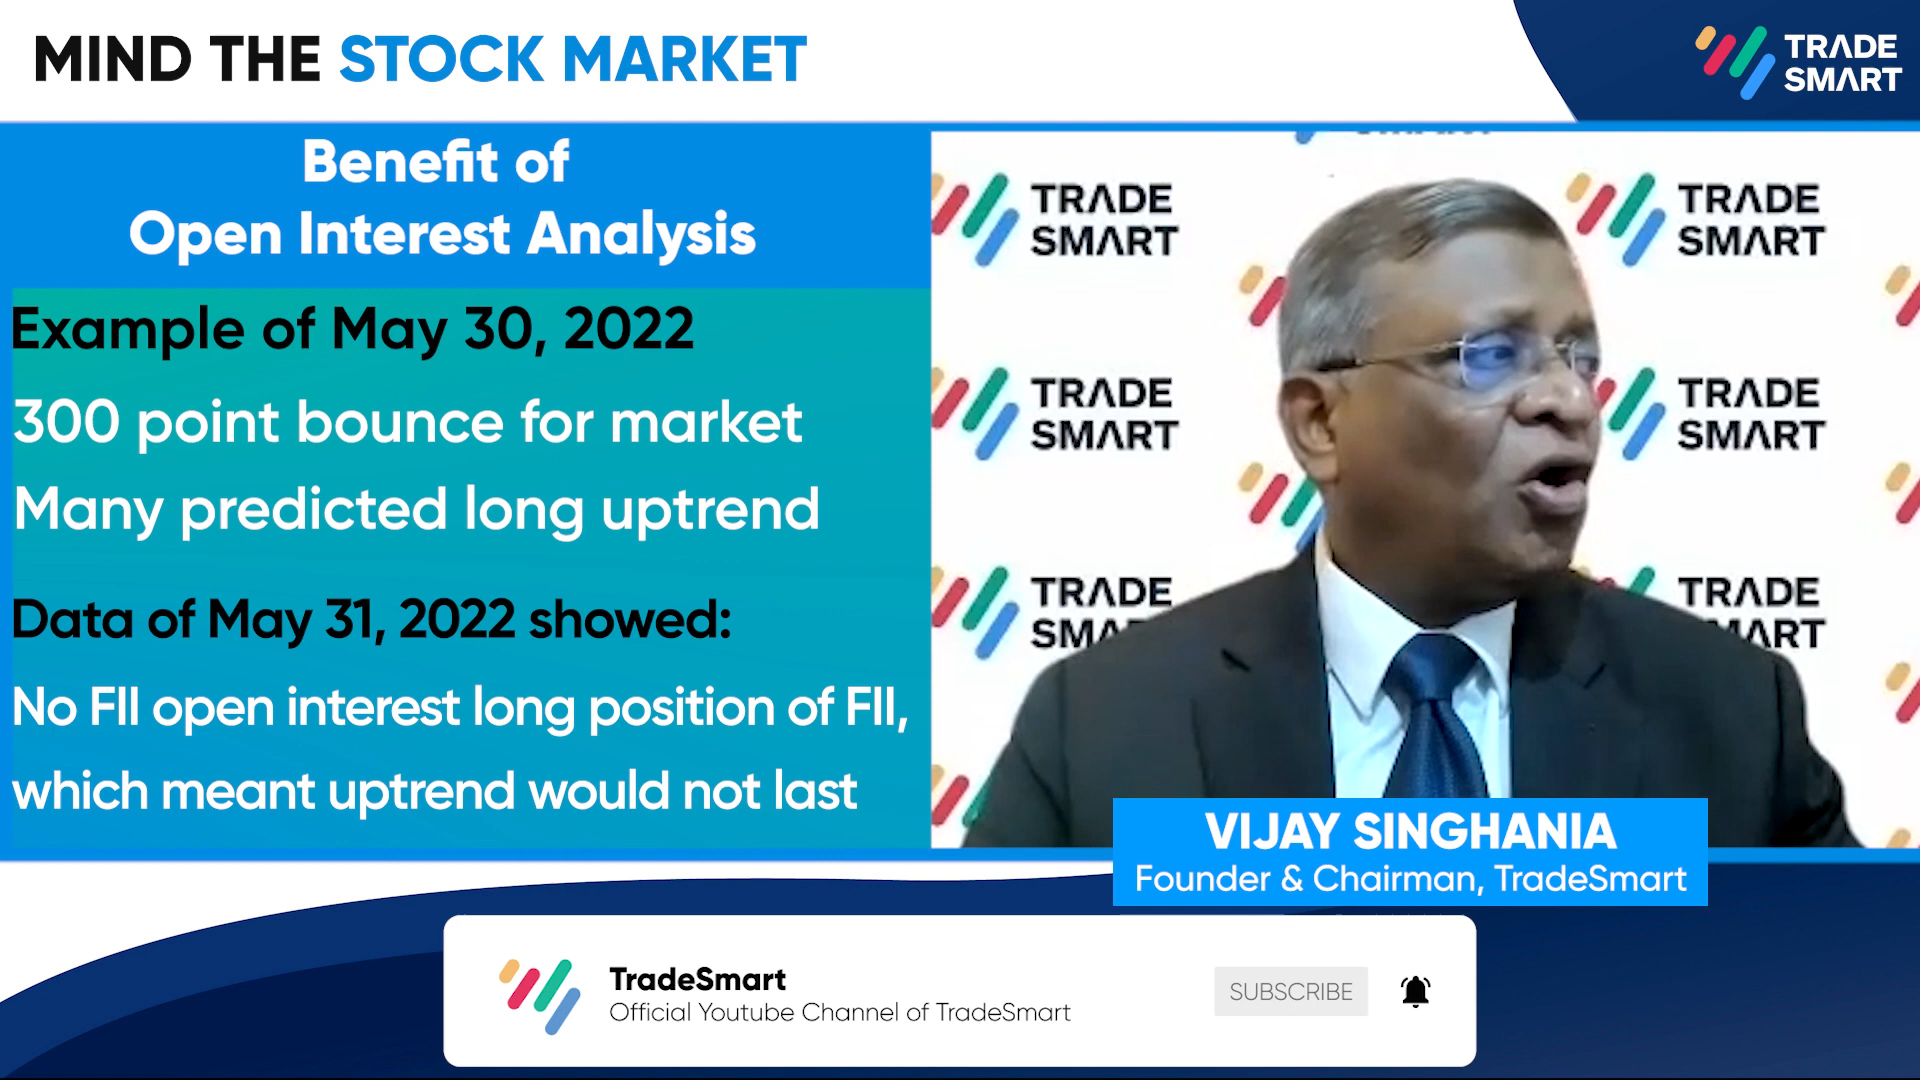 MIND THE STOCK MARKET
TRADE
SMART
Benefit of
Open Interest Analysis
Example of May 30, 2022
300 point bounce for market
Many predicted long uptrend
Data of May 31, 2022 showed:
No FII open interest long position of FII,
which meant uptrend would not last
TRADE
SMART
TRADE
SMART
TRADE
SMART
TRADE
SMART
TRADE
SMART
TRADE
SMART
VIJAY SINGHANIA
Founder & Chairman, TradeSmart
TradeSmart
Official Youtube Channel of TradeSmart
SUBSCRIBE